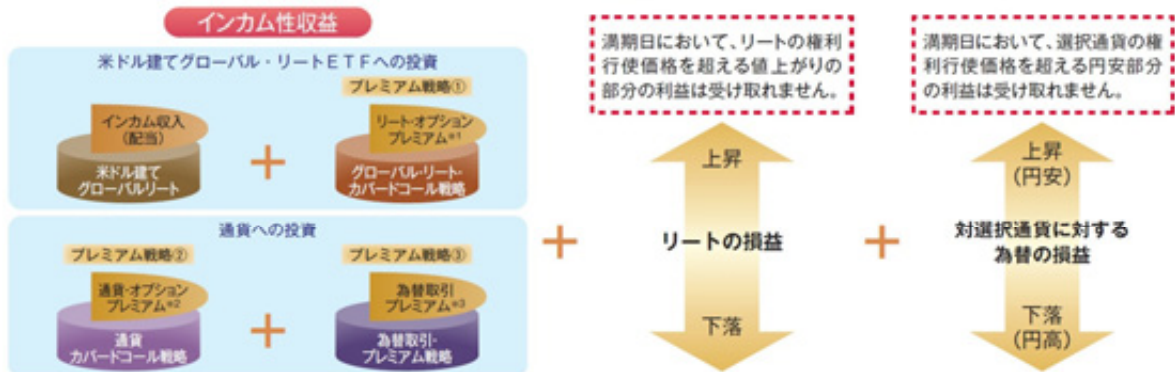 インカム性収益
米ドル建てグローバル・リートETFへの投資
プレミアム戦略①
インカム収入
(配当)
リート・オプション
プレミアム※1
米ドル建て
グローバルリート
グローバル・リート・
カバードコール戦略
通貨への投資
プレミアム戦略②
プレミアム戦略③
通貨・オプション
プレミアム※2
為替取引
プレミアム※3
通貨
カバードコール戦略
為替取引・
プレミアム戦略
満期日において、リートの権利
行使価格を超える値上がりの
部分の利益は受け取れません。
上昇
リートの損益
下落
満期日において、選択通貨の権
利行使価格を超える円安部分
の利益は受け取れません。
上昇
(円安)
対選択通貨に対する
為替の損益
下落
(円高)